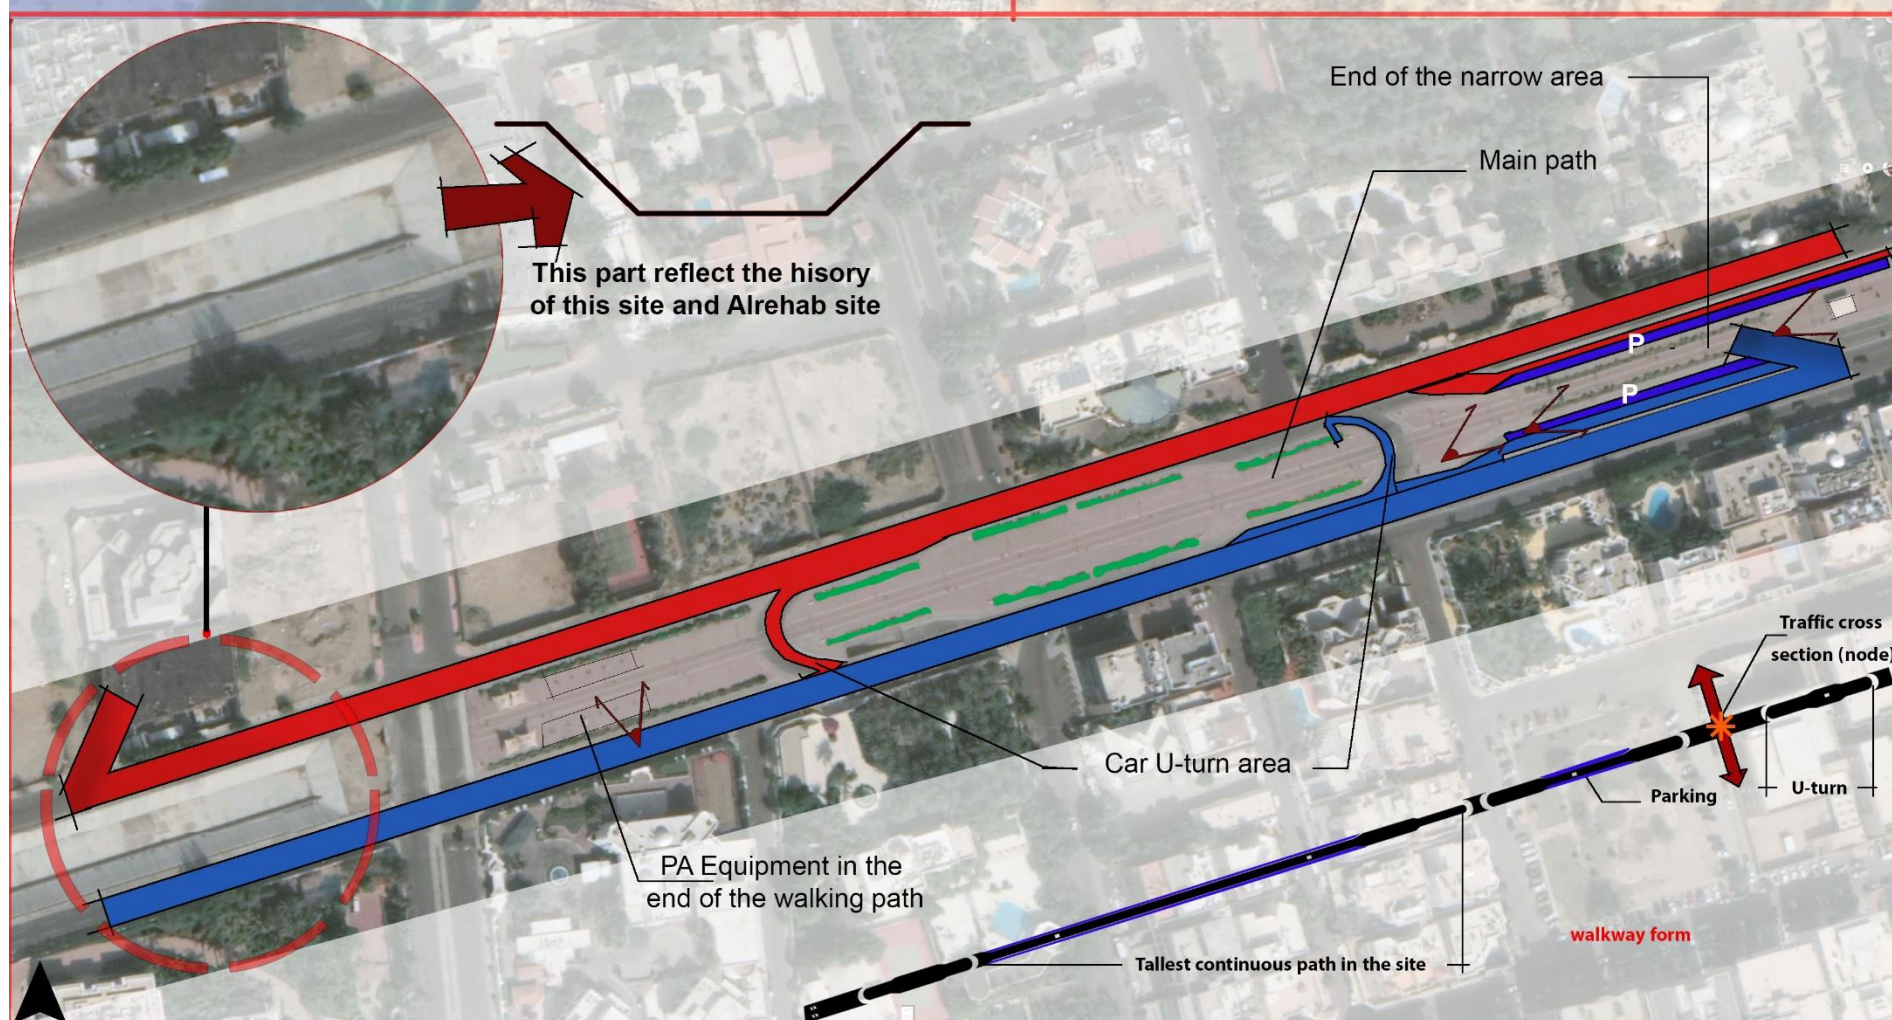 End of the narrow area
Main path
This part reflect the hisory
of this site and Alrehab site
P
P
Traffic cross
section (node)
Car U-turn area
U-turn
Parking
PA Equipment in the
end of the walking path
walkway form
Tallest continuous path in the site